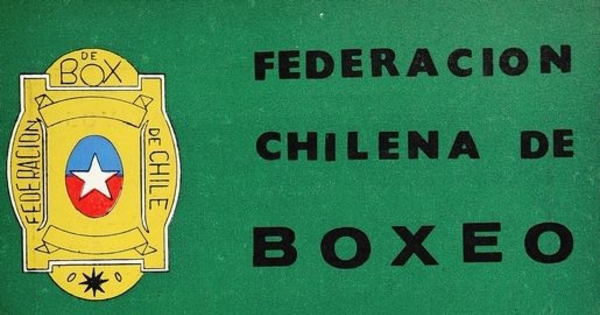 FEDERACION
DE
BOX
DE CHILE
FEDERACION
CHILENA DE
BOXEO